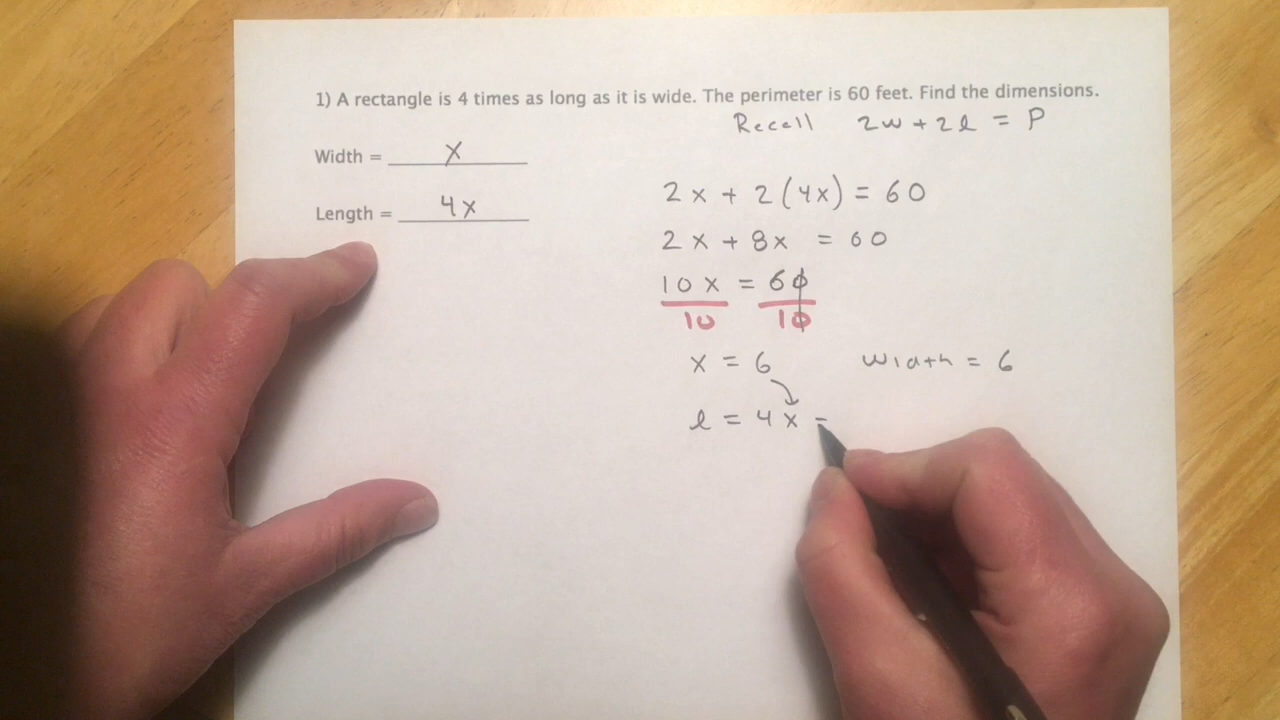 1) A rectangle is 4 times as long as it is wide. The perimeter is 60 feet. Find the dimensions.
Recall 2w + 2l = P
Width = x
Length = 4x
2x + 2(4x) = 60
2x + 8x = 60
10x = 60
10 10
x = 6 Width = 6
l = 4x =